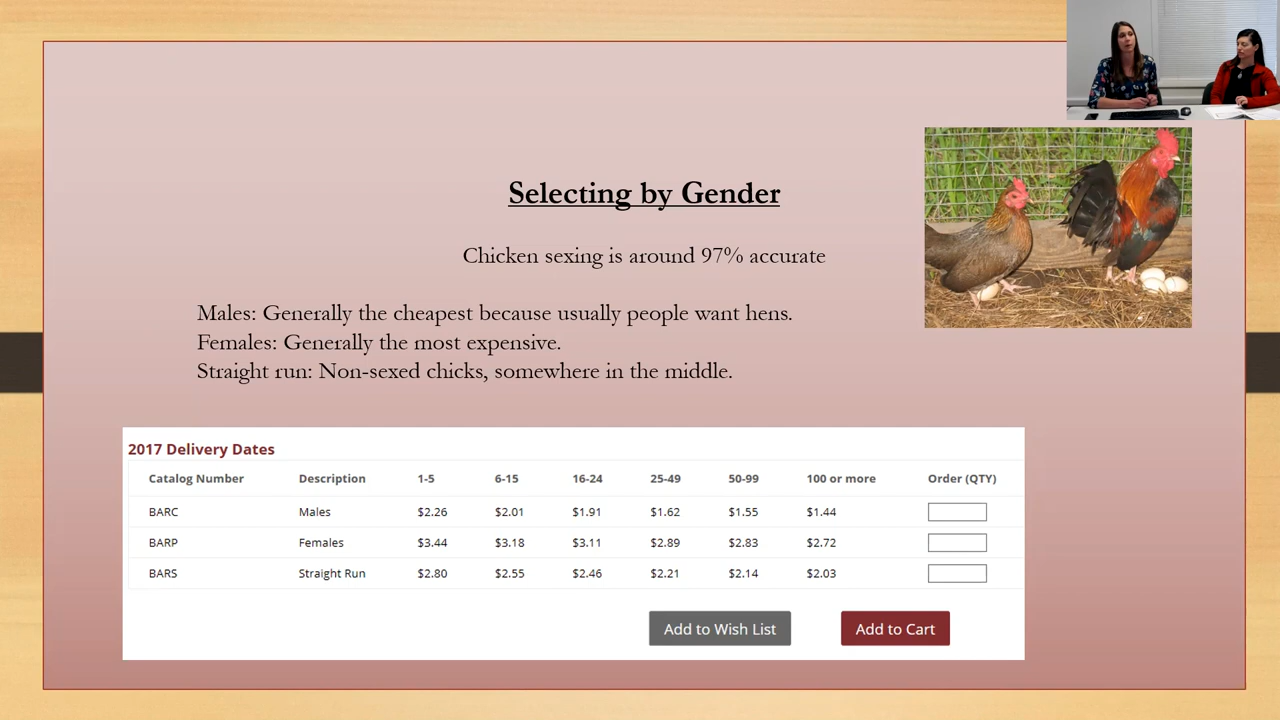 Selecting by Gender
Chicken sexing is around 97% accurate
Males: Generally the cheapest because usually people want hens.
Females: Generally the most expensive.
Straight run: Non-sexed chicks, somewhere in the middle.
2017 Delivery Dates
Catalog Number Description 1-5 6-15 16-24 25-49 50-99 100 or more Order (QTY)
BARC Males $2.26 $2.01 $1.91 $1.62 $1.55 $1.44
BARP Females $3.44 $3.18 $3.11 $2.89 $2.83 $2.72
BARS Straight Run $2.80 $2.55 $2.46 $2.21 $2.14 $2.03
Add to Wish List Add to Cart